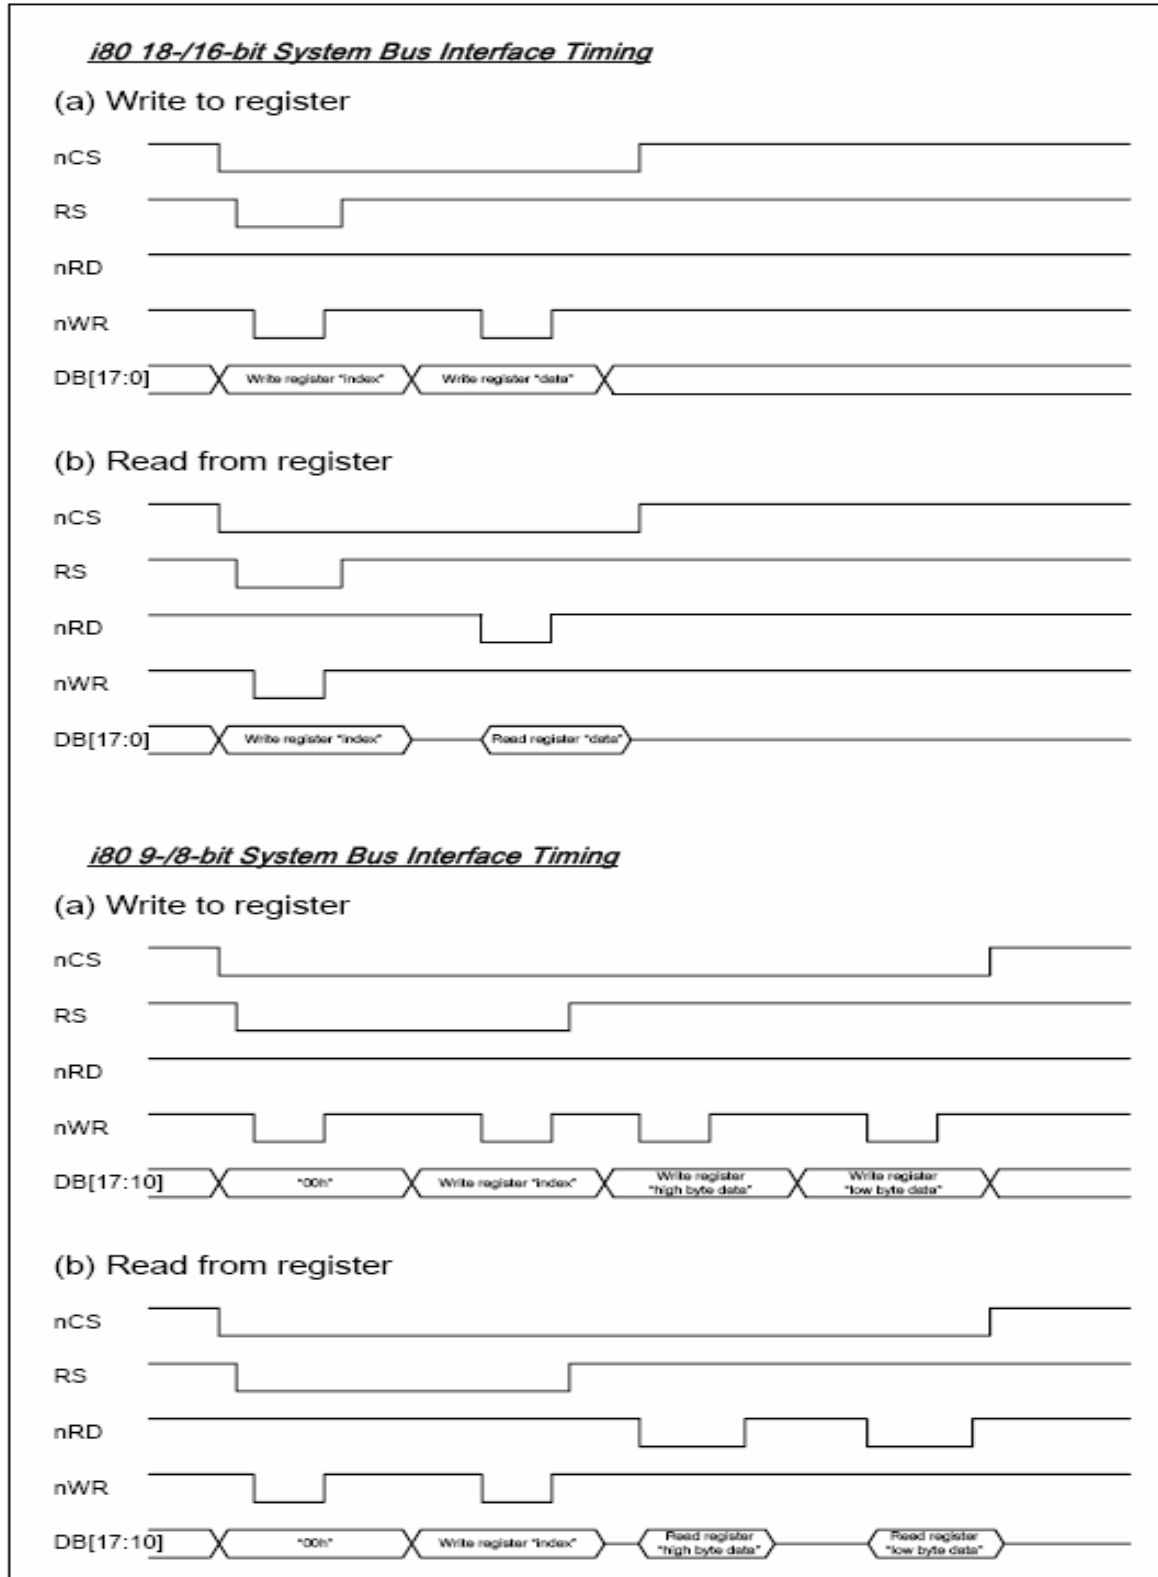 i80 18-/16-bit System Bus Interface Timing
(a) Write to register
nCS
RS
nRD
nWR
DB[17:0] Write register "index" Write register "data"
(b) Read from register
nCS
RS
nRD
nWR
DB[17:0] Write register "index" Read register "data"
i80 9-/8-bit System Bus Interface Timing
(a) Write to register
nCS
RS
nRD
nWR
DB[17:10] "00h" Write register "index" Write register "high byte data" Write register "low byte data"
(b) Read from register
nCS
RS
nRD
nWR
DB[17:10] "00h" Write register "index" Read register "high byte data" Read register "low byte data"